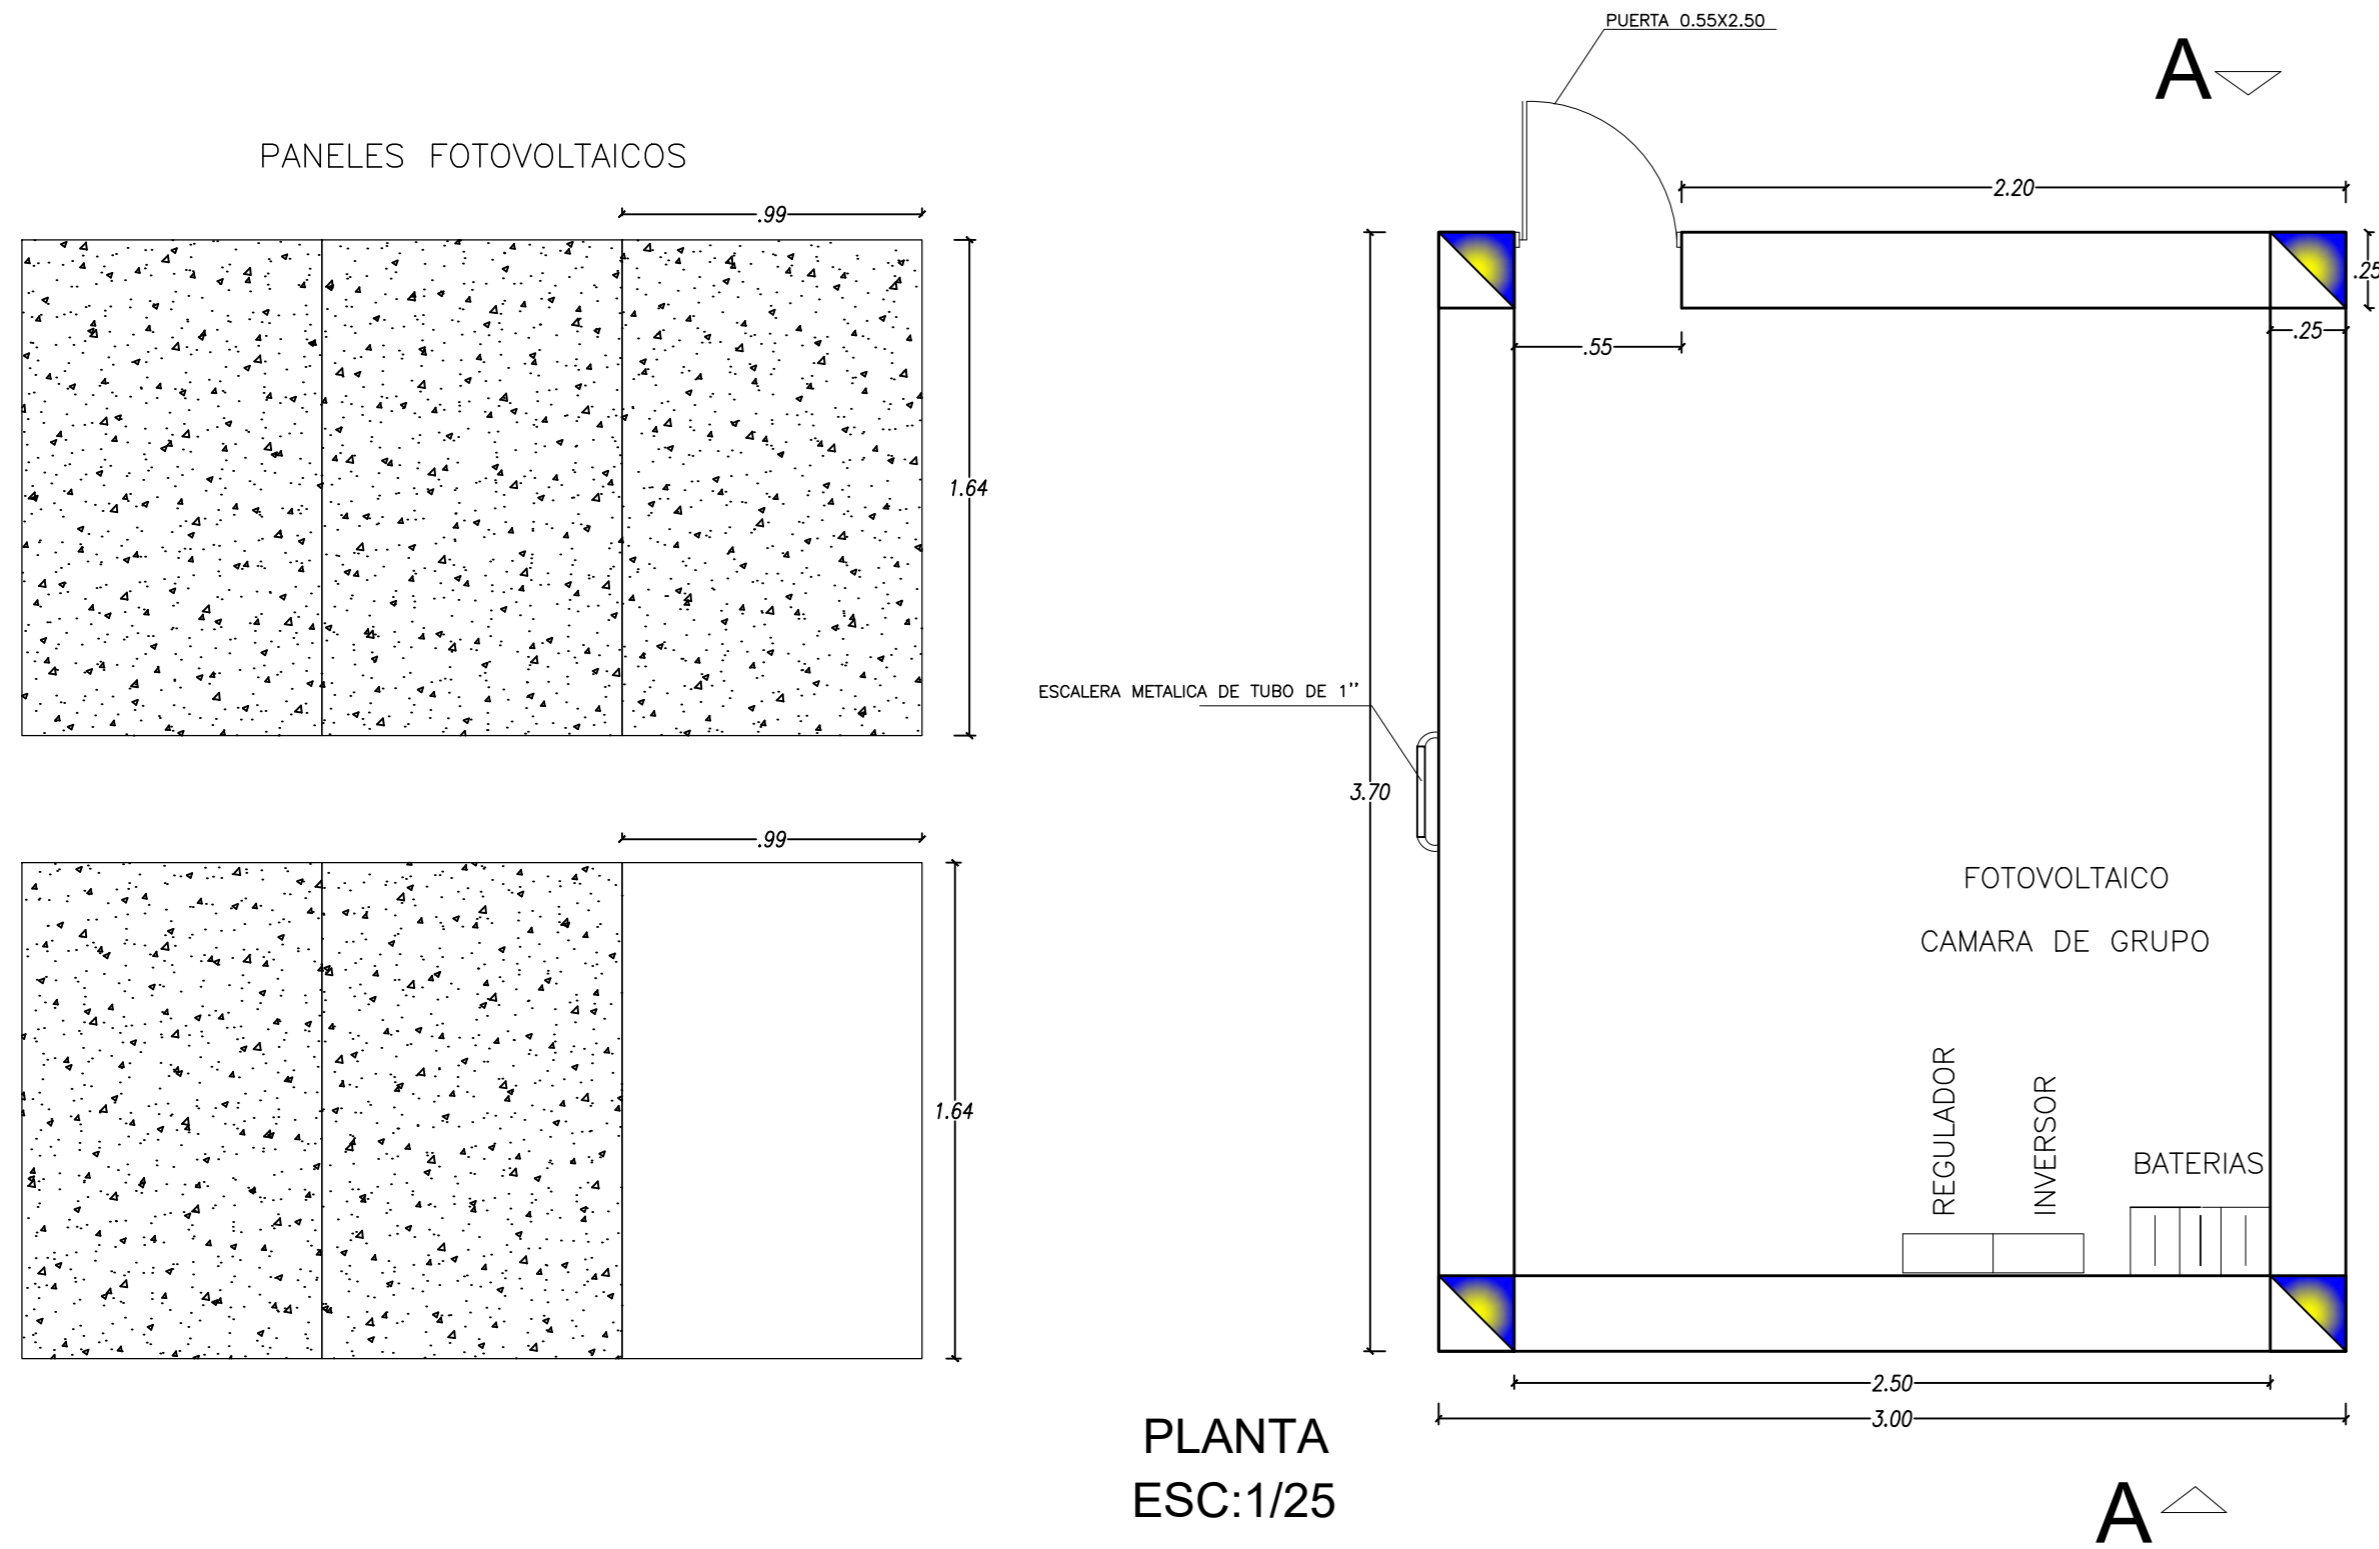 PUERTA 0.55X2.50
A
PANELES FOTOVOLTAICOS
2.20
.99
.25
.25
.55
1.64
ESCALERA METALICA DE TUBO DE 1''
3.70
.99
FOTOVOLTAICO
CAMARA DE GRUPO
1.64
REGULADOR
INVERSOR
BATERIAS
2.50
3.00
PLANTA
ESC:1/25
A